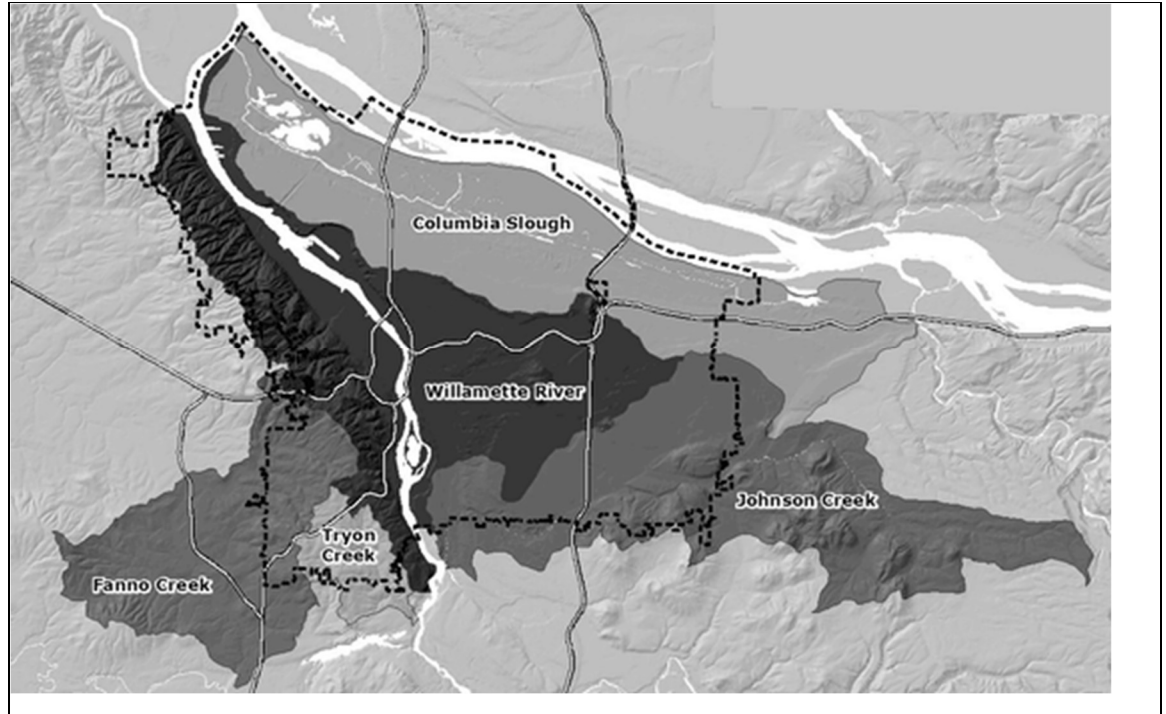 Columbia Slough
Willamette River
Johnson Creek
Tryon
Creek
Fanno Creek